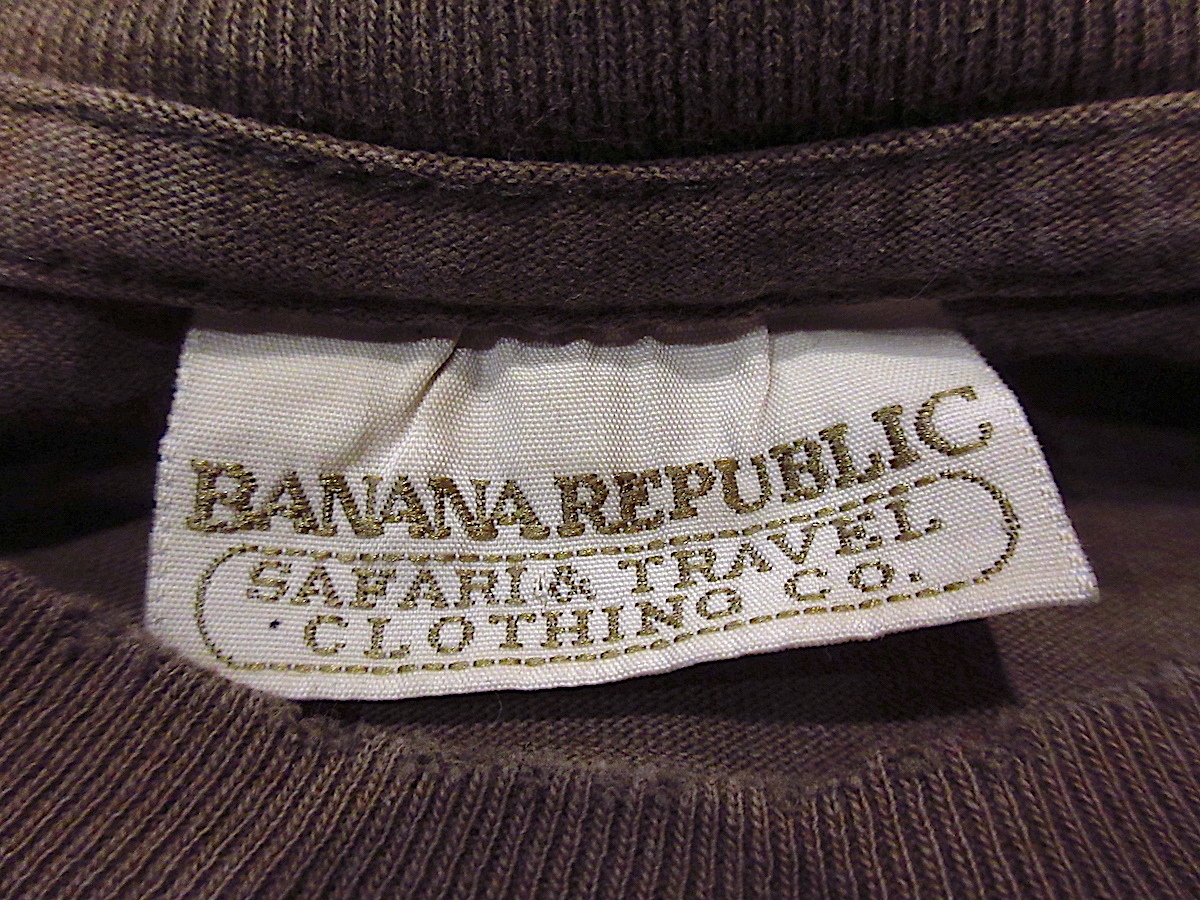 BANANA REPUBLIC
SAFARI & TRAVEL
CLOTHING CO.